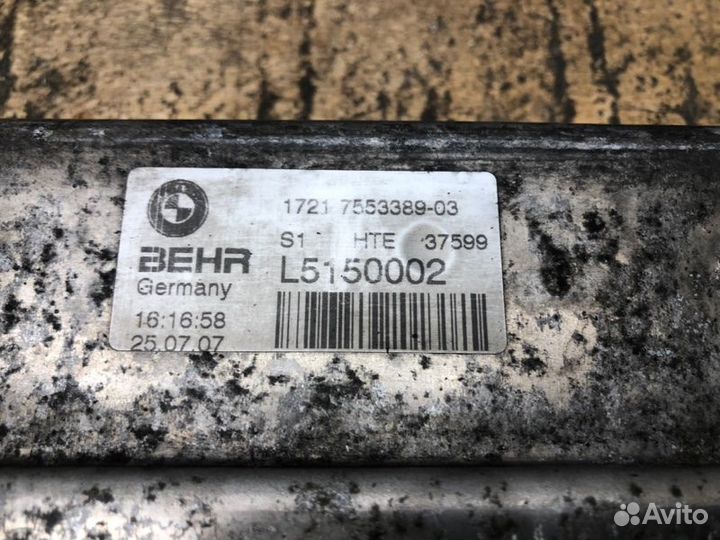 1721 7553389-03
S1 HTE 37599
BEHR
L5150002
Germany
16:16:58
25.07.07
Avito